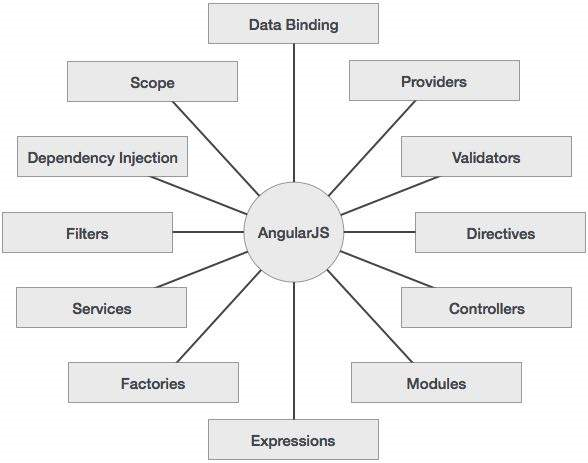 Data Binding
Scope
Providers
Dependency Injection
Validators
Filters
AngularJS
Directives
Services
Controllers
Factories
Modules
Expressions